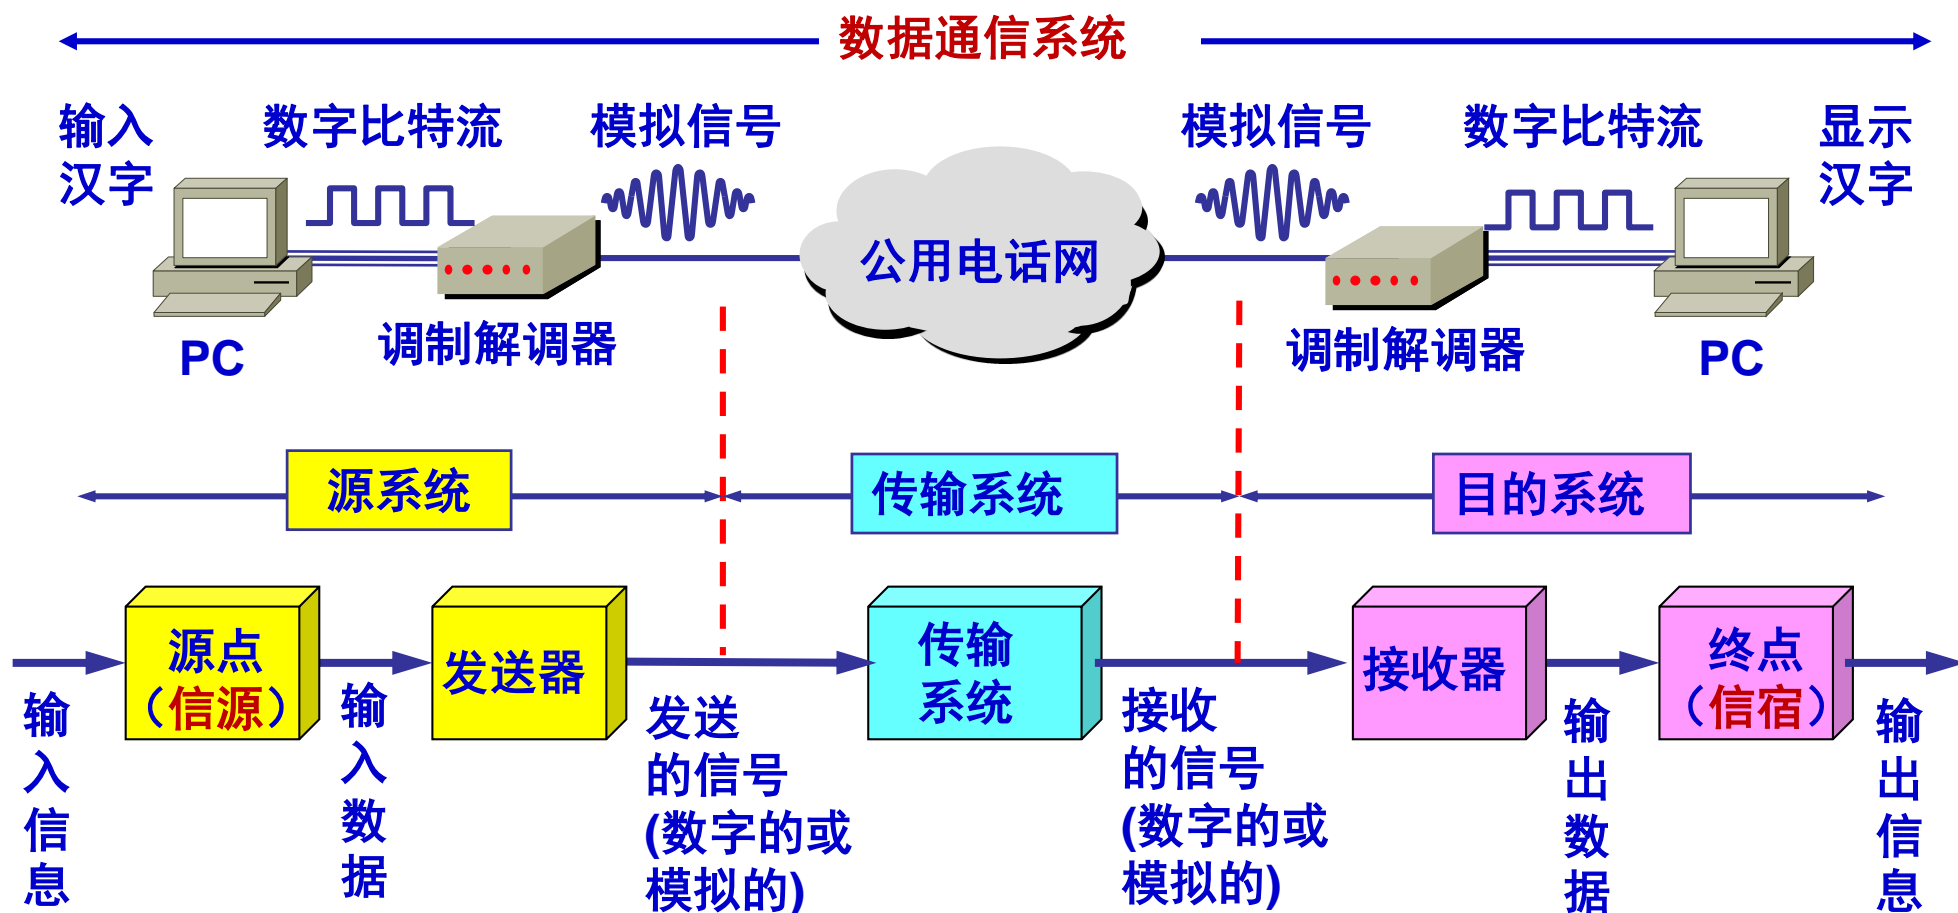 数据通信系统
输入
汉字
数字比特流
模拟信号
模拟信号
数字比特流
显示
汉字
公用电话网
PC
调制解调器
调制解调器
PC
源系统
传输系统
目的系统
源点
（信源）
发送器
传输
系统
接收器
终点
（信宿）
输入信息
输入数据
发送
的信号
(数字的或
模拟的)
接收
的信号
(数字的或
模拟的)
输出数据
输出信息